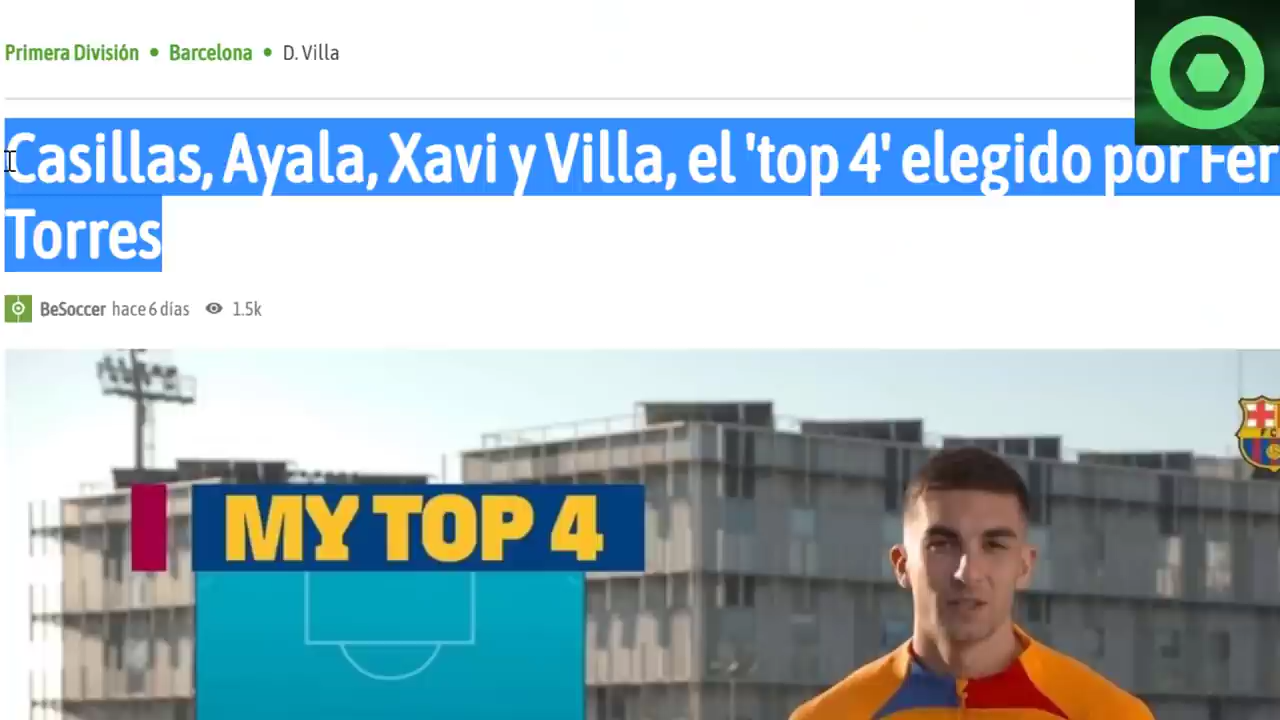 Primera División • Barcelona • D. Villa
Casillas, Ayala, Xavi y Villa, el 'top 4' elegido por Fer
Torres
BeSoccer hace 6 días 1.5k
MY TOP 4
FC